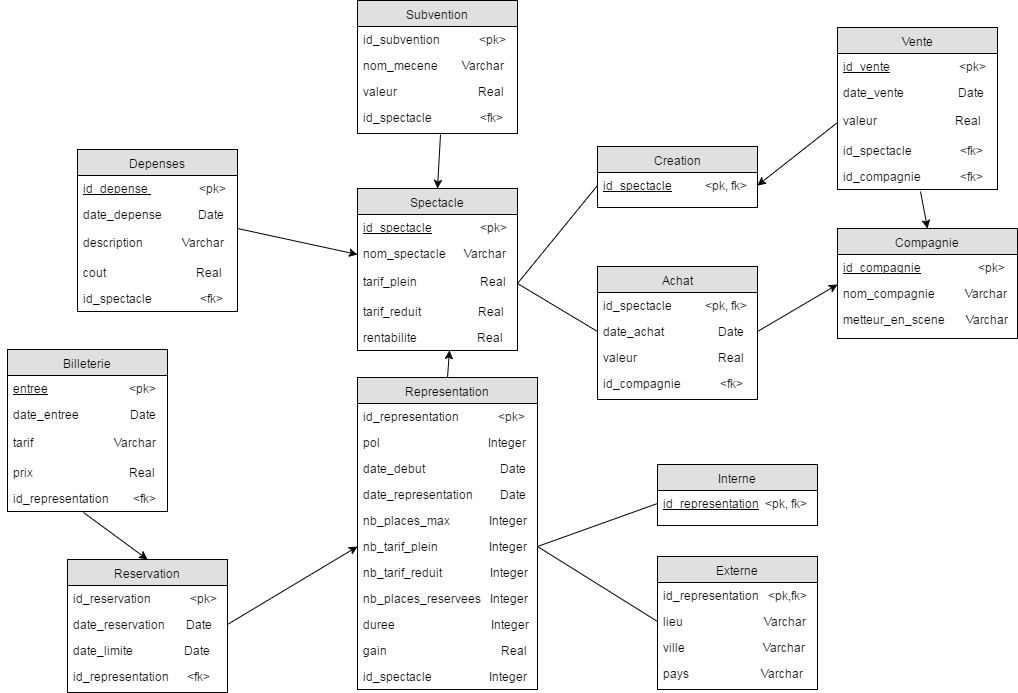 Subvention
id_subvention <pk>
nom_mecene Varchar
valeur Real
id_spectacle <fk>
Vente
id_vente <pk>
date_vente Date
valeur Real
id_spectacle <fk>
id_compagnie <fk>
Depenses
id_depense <pk>
date_depense Date
description Varchar
cout Real
id_spectacle <fk>
Creation
id_spectacle <pk, fk>
Spectacle
id_spectacle <pk>
nom_spectacle Varchar
tarif_plein Real
tarif_reduit Real
rentabilite Real
Compagnie
id_compagnie <pk>
nom_compagnie Varchar
metteur_en_scene Varchar
Achat
id_spectacle <pk, fk>
date_achat Date
valeur Real
id_compagnie <fk>
Billeterie
entree <pk>
date_entree Date
tarif Varchar
prix Real
id_representation <fk>
Representation
id_representation <pk>
pol Integer
date_debut Date
date_representation Date
nb_places_max Integer
nb_tarif_plein Integer
nb_tarif_reduit Integer
nb_places_reservees Integer
duree Integer
gain Real
id_spectacle Integer
Interne
id_representation <pk, fk>
Externe
id_representation <pk,fk>
lieu Varchar
ville Varchar
pays Varchar
Reservation
id_reservation <pk>
date_reservation Date
date_limite Date
id_representation <fk>